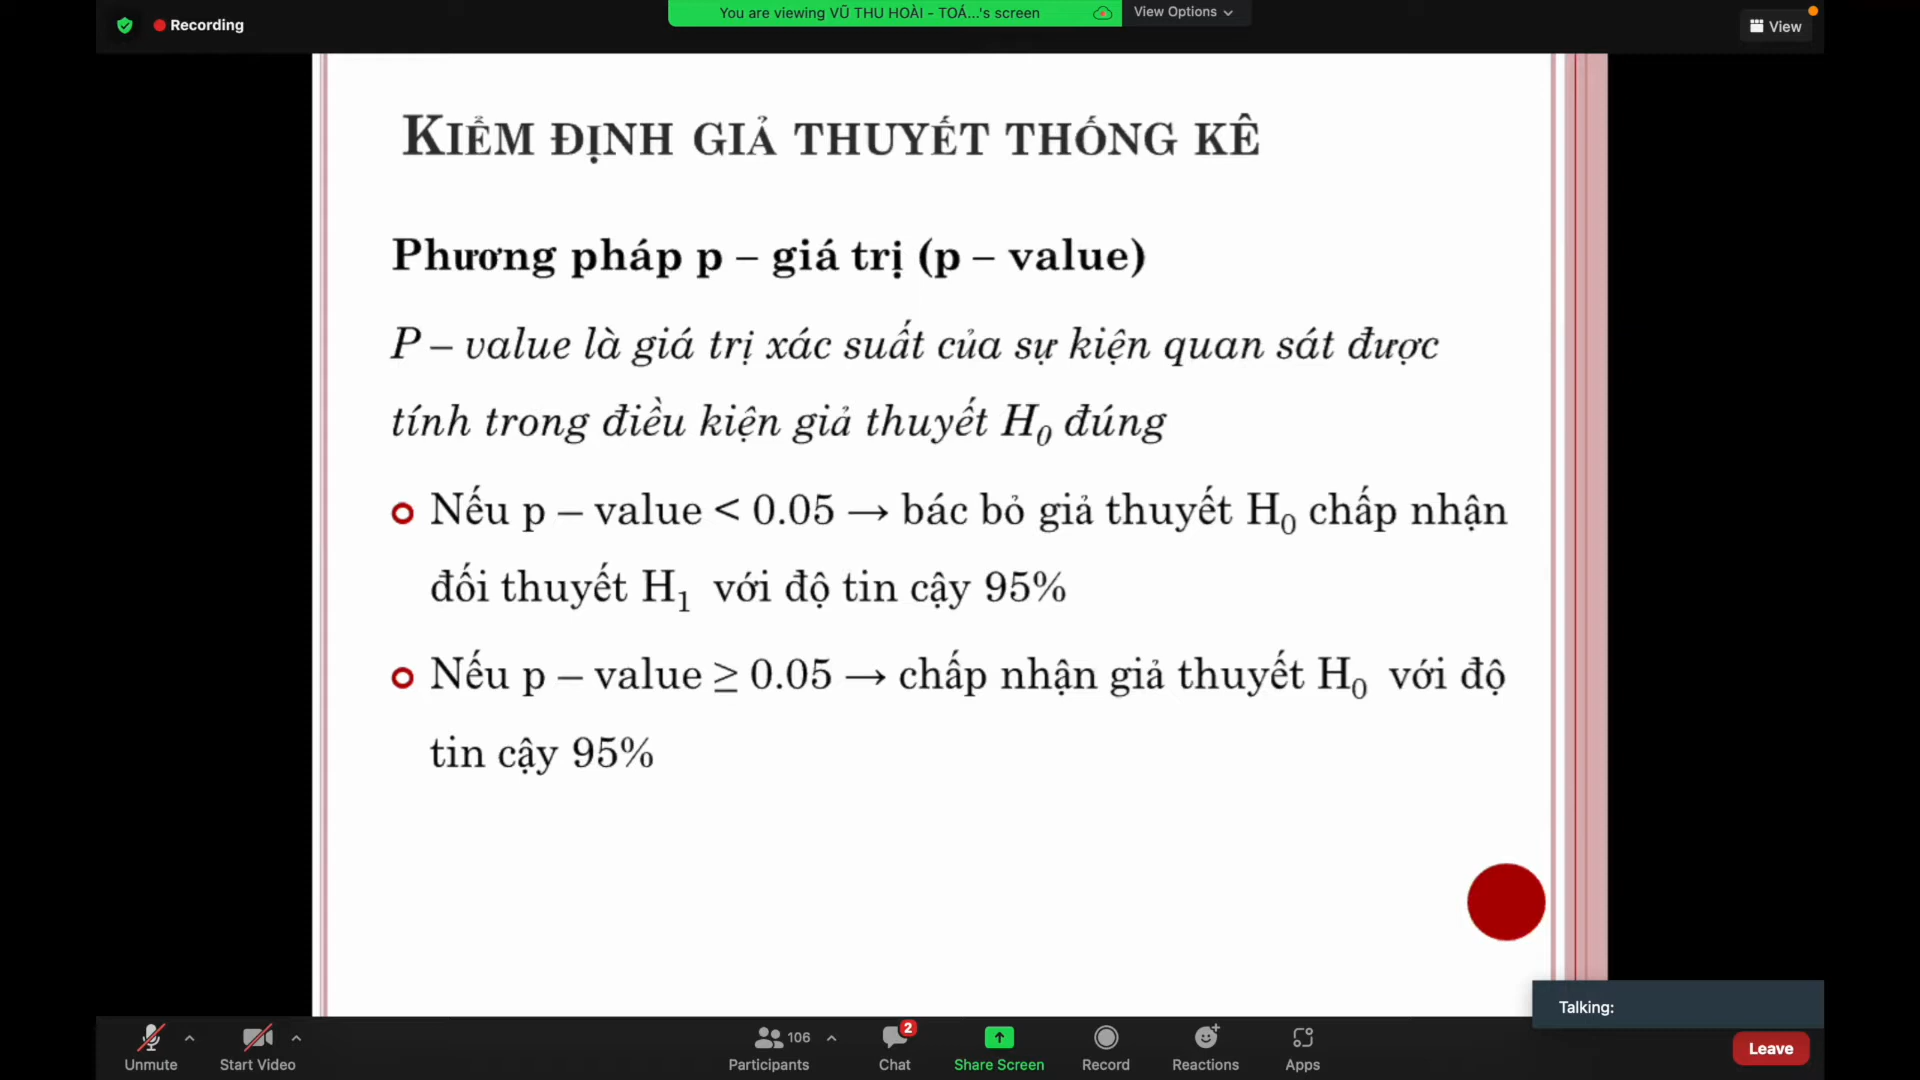 You are viewing VŨ THU HOÀI - TOÁ...'s screen
View Options
Recording
View
KIỂM ĐỊNH GIẢ THUYẾT THỐNG KÊ
Phương pháp p – giá trị (p – value)
P – value là giá trị xác suất của sự kiện quan sát được
tính trong điều kiện giả thuyết H₀ đúng
Nếu p – value < 0.05 → bác bỏ giả thuyết H₀ chấp nhận
đối thuyết H₁ với độ tin cậy 95%
Nếu p – value ≥ 0.05 → chấp nhận giả thuyết H₀ với độ
tin cậy 95%
Talking:
106
2
Unmute
Start Video
Participants
Chat
Share Screen
Record
Reactions
Apps
Leave